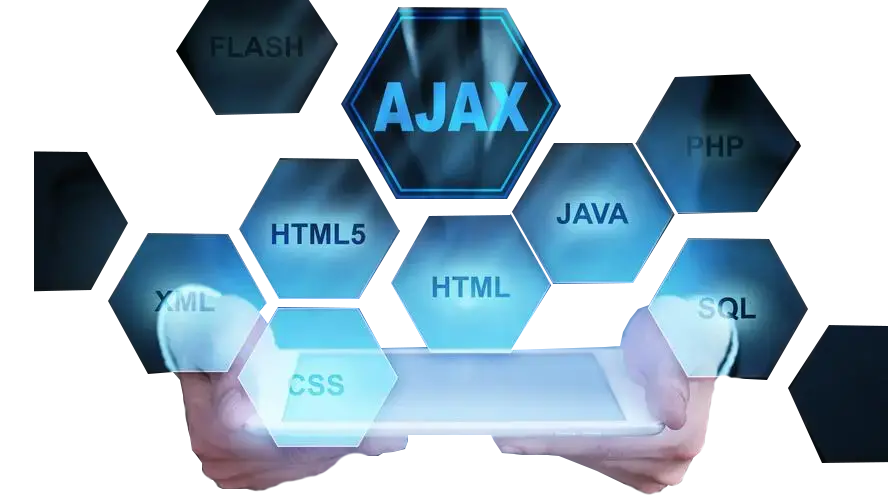 FLASH
AJAX
PHP
HTML5
JAVA
HTML
XML
SQL
CSS